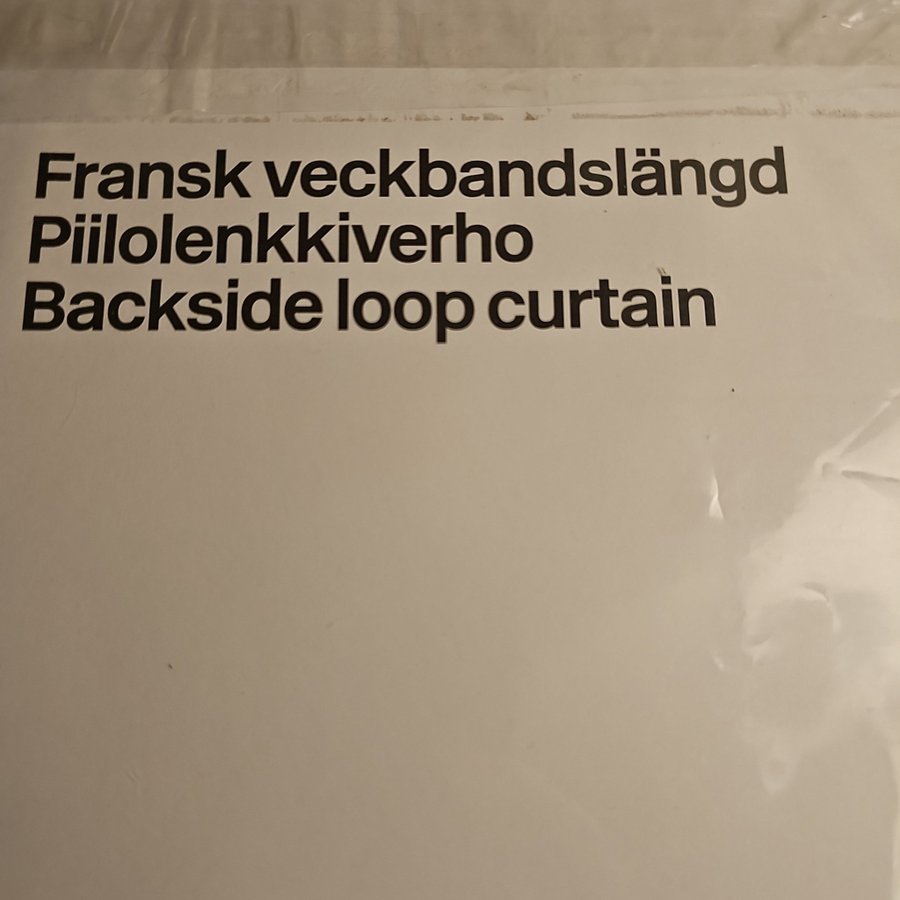 Fransk veckbandslängd
Piilolenkkiverho
Backside loop curtain